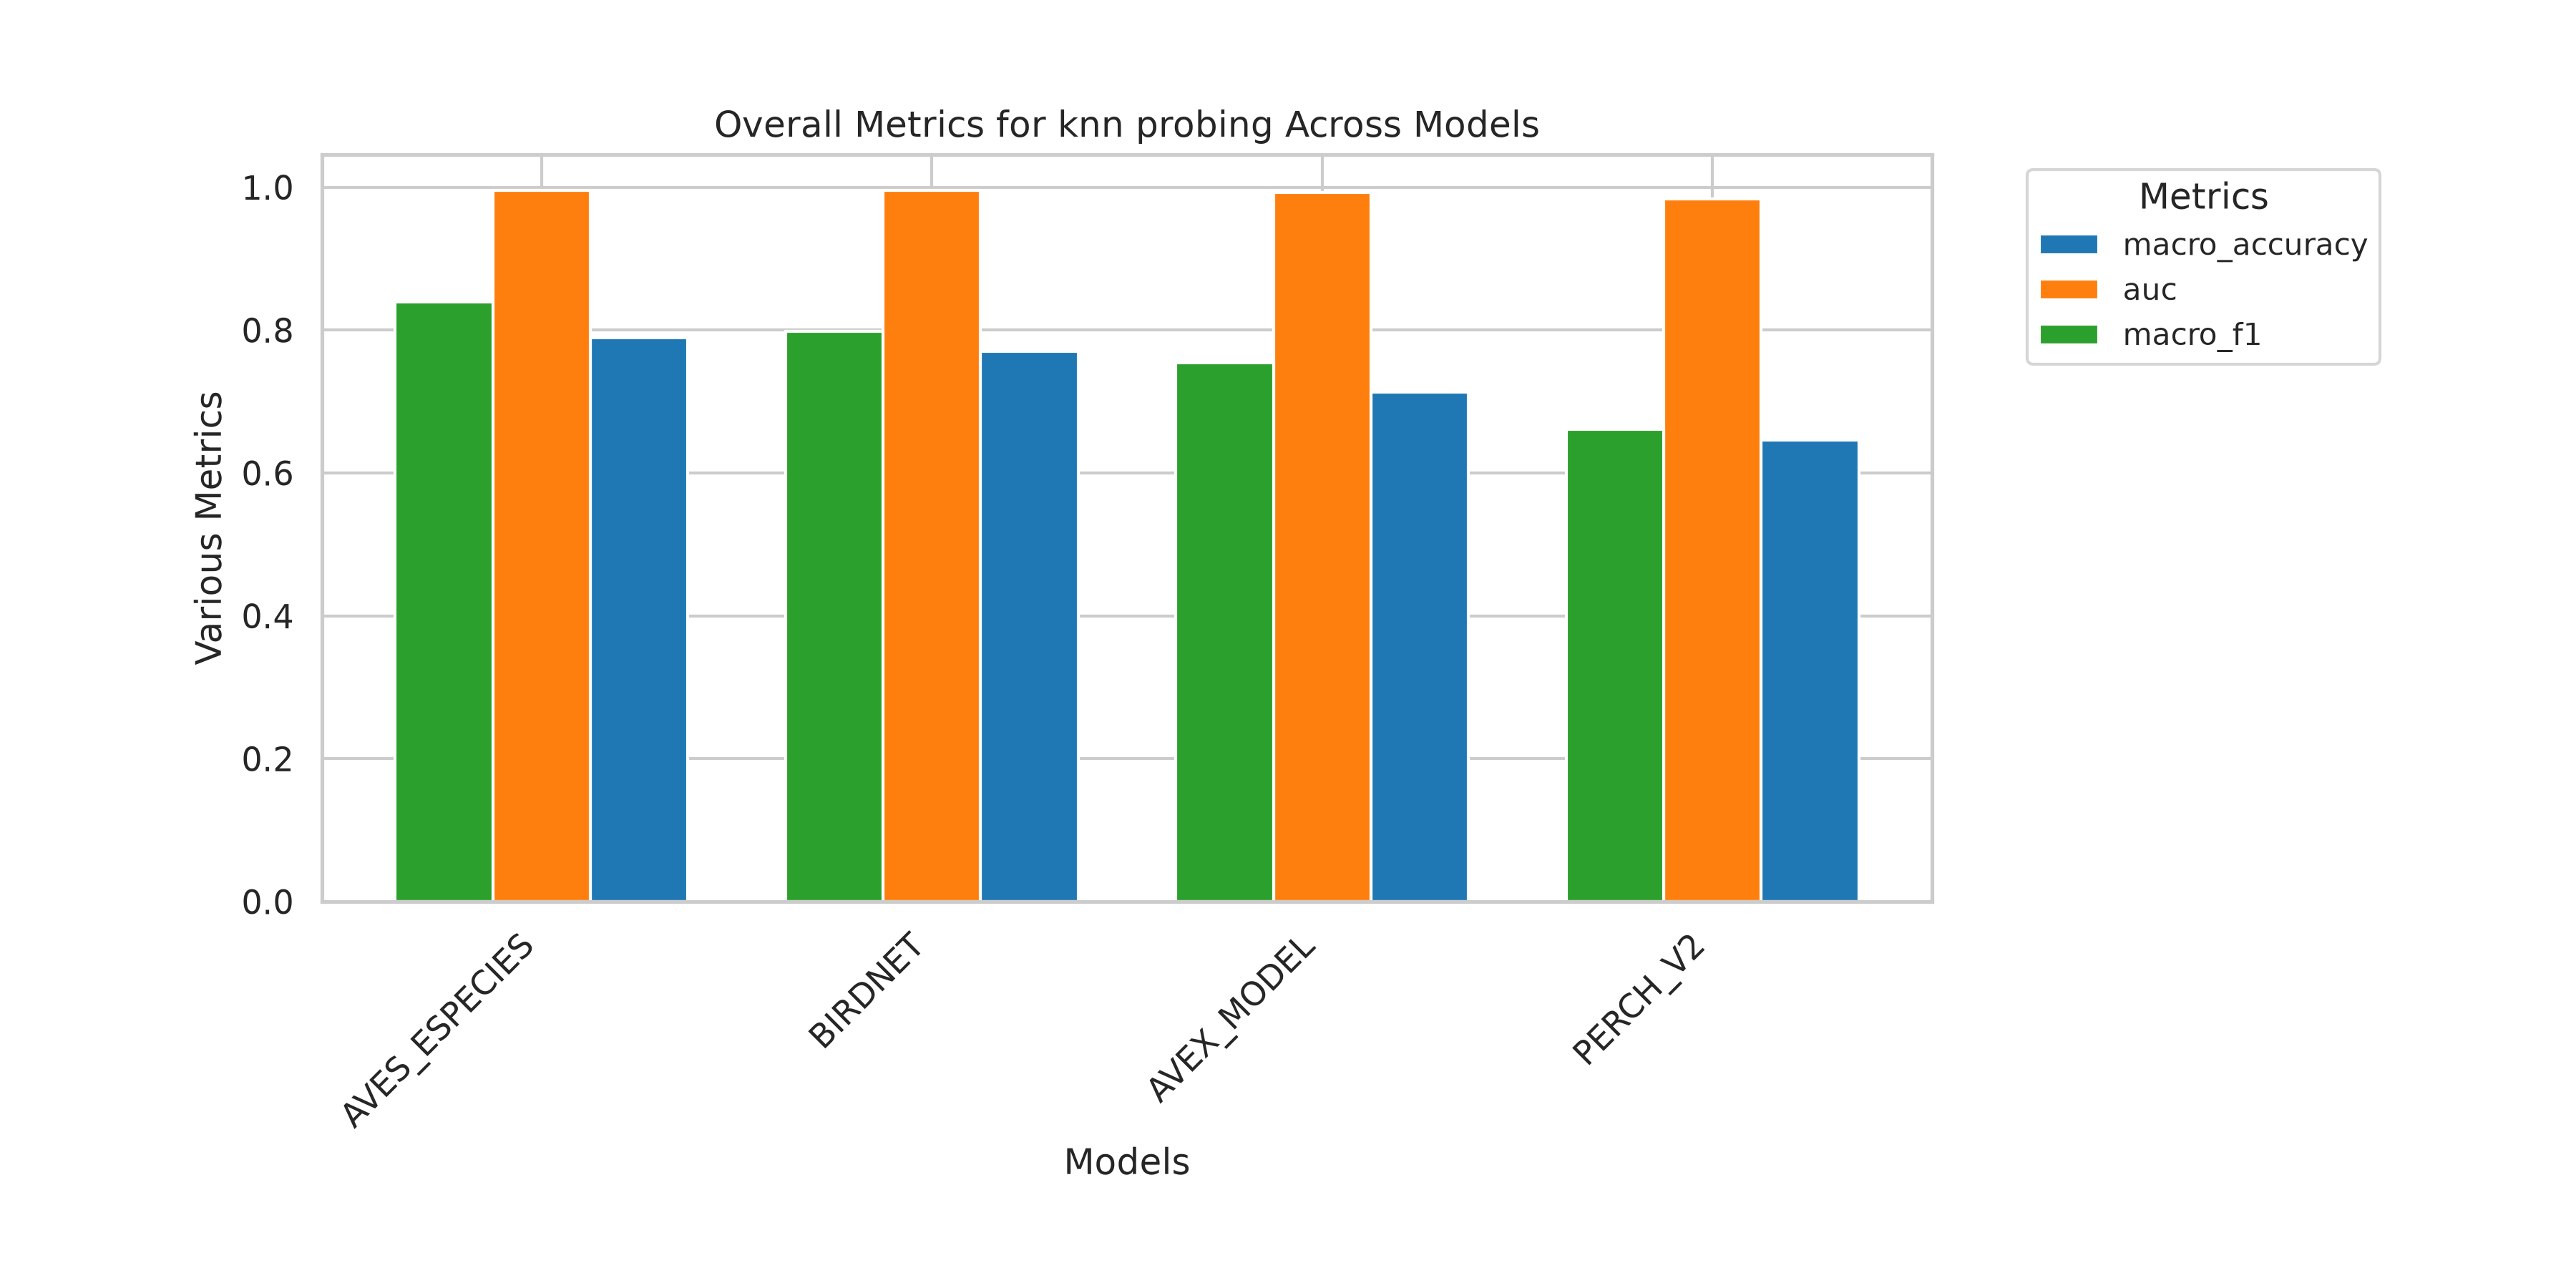 Overall Metrics for knn probing Across Models
Various Metrics
1.0
0.8
0.6
0.4
0.2
0.0
AVES_ESPECIES
BIRDNET
AVEX_MODEL
PERCH_V2
Models
Metrics
macro_accuracy
auc
macro_f1